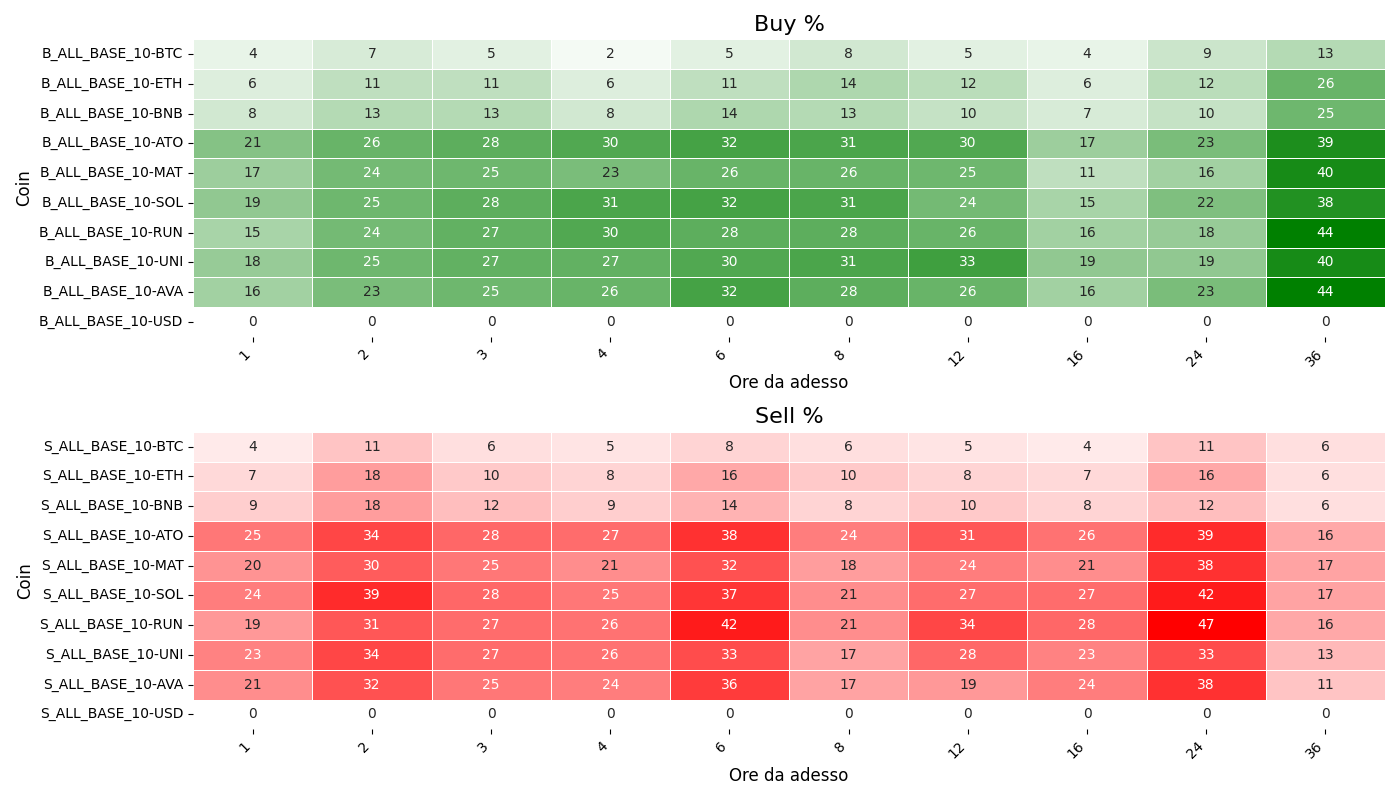 Buy %
Coin
B_ALL_BASE_10-BTC 4 7 5 2 5 8 5 4 9 13
B_ALL_BASE_10-ETH 6 11 11 6 11 14 12 6 12 26
B_ALL_BASE_10-BNB 8 13 13 8 14 13 10 7 10 25
B_ALL_BASE_10-ATO 21 26 28 30 32 31 30 17 23 39
B_ALL_BASE_10-MAT 17 24 25 23 26 26 25 11 16 40
B_ALL_BASE_10-SOL 19 25 28 31 32 31 24 15 22 38
B_ALL_BASE_10-RUN 15 24 27 30 28 28 26 16 18 44
B_ALL_BASE_10-UNI 18 25 27 27 30 31 33 19 19 40
B_ALL_BASE_10-AVA 16 23 25 26 32 28 26 16 23 44
B_ALL_BASE_10-USD 0 0 0 0 0 0 0 0 0 0
1 2 3 4 6 8 12 16 24 36
Ore da adesso
Sell %
Coin
S_ALL_BASE_10-BTC 4 11 6 5 8 6 5 4 11 6
S_ALL_BASE_10-ETH 7 18 10 8 16 10 8 7 16 6
S_ALL_BASE_10-BNB 9 18 12 9 14 8 10 8 12 6
S_ALL_BASE_10-ATO 25 34 28 27 38 24 31 26 39 16
S_ALL_BASE_10-MAT 20 30 25 21 32 18 24 21 38 17
S_ALL_BASE_10-SOL 24 39 28 25 37 21 27 27 42 17
S_ALL_BASE_10-RUN 19 31 27 26 42 21 34 28 47 16
S_ALL_BASE_10-UNI 23 34 27 26 33 17 28 23 33 13
S_ALL_BASE_10-AVA 21 32 25 24 36 17 19 24 38 11
S_ALL_BASE_10-USD 0 0 0 0 0 0 0 0 0 0
1 2 3 4 6 8 12 16 24 36
Ore da adesso